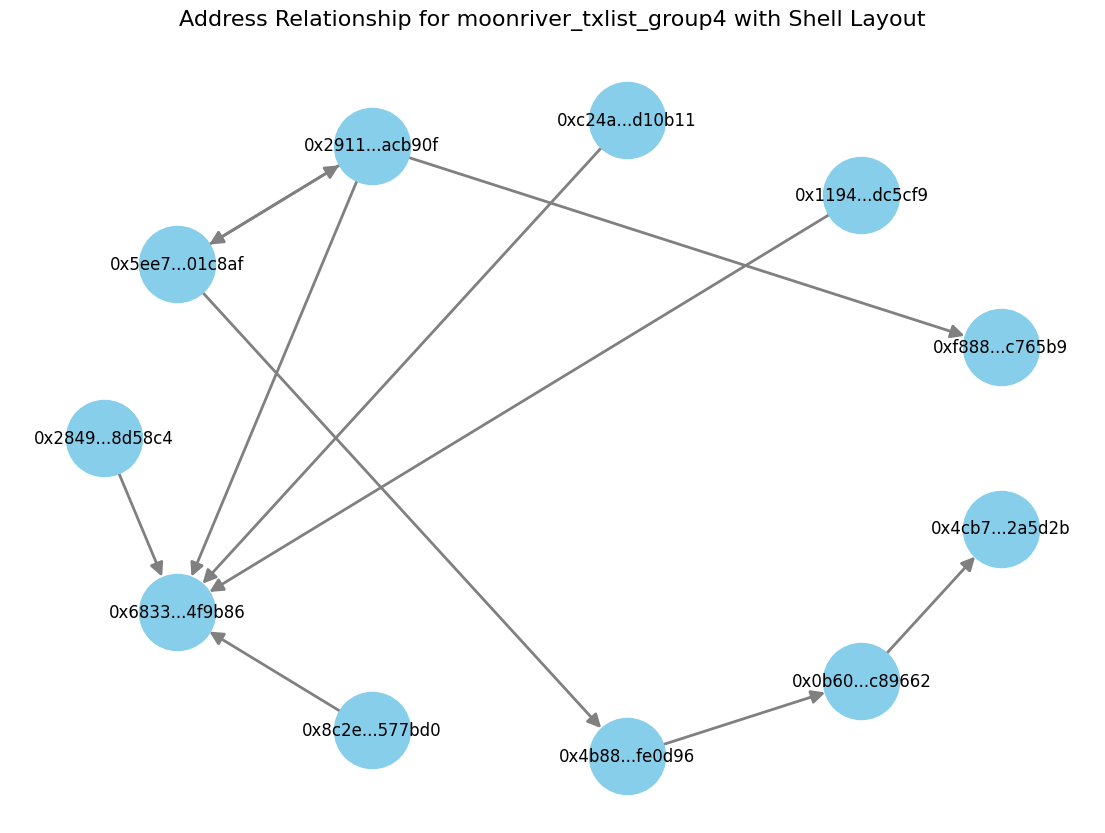 Address Relationship for moonriver_txlist_group4 with Shell Layout
0xc24a...d10b11
0x2911...acb90f
0x1194...dc5cf9
0x5ee7...01c8af
0xf888...c765b9
0x2849...8d58c4
0x4cb7...2a5d2b
0x6833...4f9b86
0x0b60...c89662
0x8c2e...577bd0
0x4b88...fe0d96